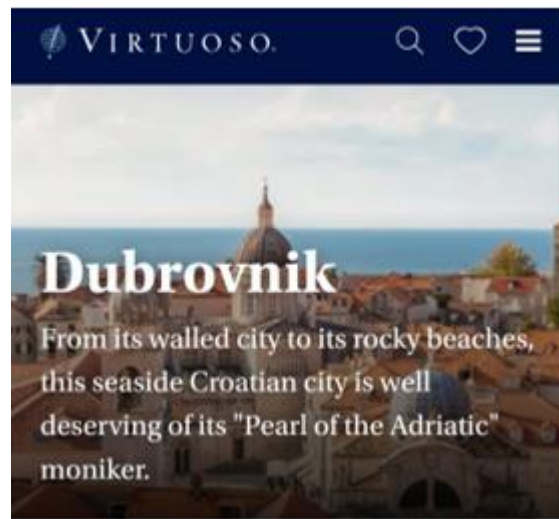 VIRTUOSO.
Dubrovnik
From its walled city to its rocky beaches,
this seaside Croatian city is well
deserving of its "Pearl of the Adriatic"
moniker.